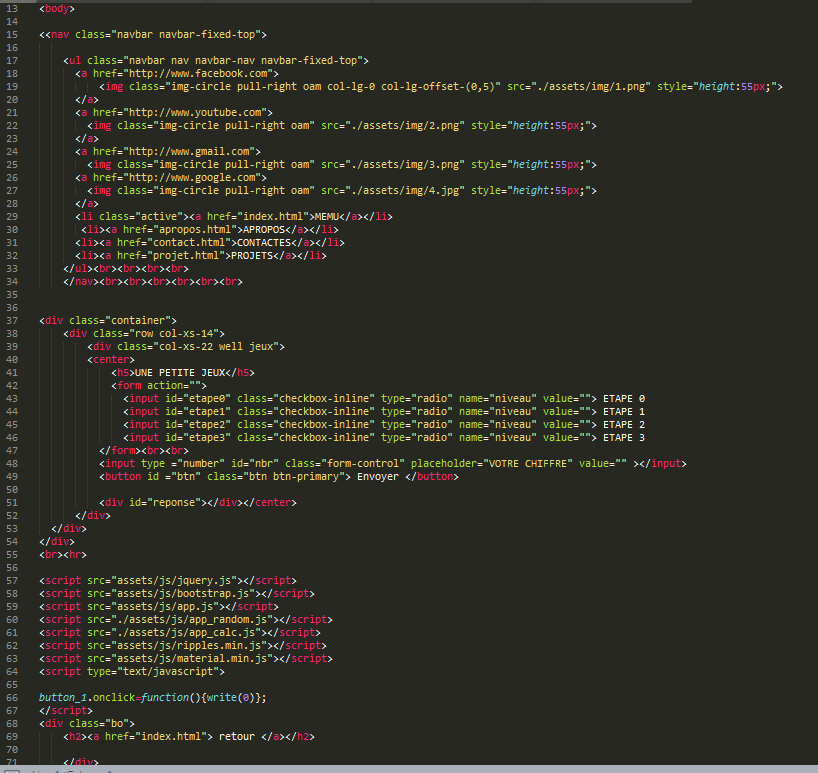 13 <body>
14
15 <<nav class="navbar navbar-fixed-top">
16
17 <ul class="navbar nav navbar-nav navbar-fixed-top">
18 <a href="http://www.facebook.com">
19 <img class="img-circle pull-right oam col-lg-0 col-lg-offset-(0,5)" src="./assets/img/1.png" style="height:55px;">
20 </a>
21 <a href="http://www.youtube.com">
22 <img class="img-circle pull-right oam" src="./assets/img/2.png" style="height:55px;">
23 </a>
24 <a href="http://www.gmail.com">
25 <img class="img-circle pull-right oam" src="./assets/img/3.png" style="height:55px;">
26 <a href="http://www.google.com">
27 <img class="img-circle pull-right oam" src="./assets/img/4.jpg" style="height:55px;">
28 </a>
29 <li class="active"><a href="index.html">MEMU</a></li>
30 <li><a href="apropos.html">APROPOS</a></li>
31 <li><a href="contact.html">CONTACTES</a></li>
32 <li><a href="projet.html">PROJETS</a></li>
33 </ul><br><br><br><br>
34 </nav><br><br><br><br><br><br>
35
36
37 <div class="container">
38 <div class="row col-xs-14">
39 <div class="col-xs-22 well jeux">
40 <center>
41 <h5>UNE PETITE JEUX</h5>
42 <form action="">
43 <input id="etape0" class="checkbox-inline" type="radio" name="niveau" value=""> ETAPE 0
44 <input id="etape1" class="checkbox-inline" type="radio" name="niveau" value=""> ETAPE 1
45 <input id="etape2" class="checkbox-inline" type="radio" name="niveau" value=""> ETAPE 2
46 <input id="etape3" class="checkbox-inline" type="radio" name="niveau" value=""> ETAPE 3
47 </form><br><br>
48 <input type ="number" id="nbr" class="form-control" placeholder="VOTRE CHIFFRE" value="" ></input>
49 <button id ="btn" class="btn btn-primary"> Envoyer </button>
50
51 <div id="reponse"></div></center>
52 </div>
53 </div>
54 </div>
55 <br><hr>
56
57 <script src="assets/js/jquery.js"></script>
58 <script src="assets/js/bootstrap.js"></script>
59 <script src="assets/js/app.js"></script>
60 <script src="./assets/js/app_random.js"></script>
61 <script src="./assets/js/app_calc.js"></script>
62 <script src="assets/js/ripples.min.js"></script>
63 <script src="assets/js/material.min.js"></script>
64 <script type="text/javascript">
65
66 button_1.onclick=function(){write(0)};
67 </script>
68 <div class="bo">
69 <h2><a href="index.html"> retour </a></h2>
70
71 </div>